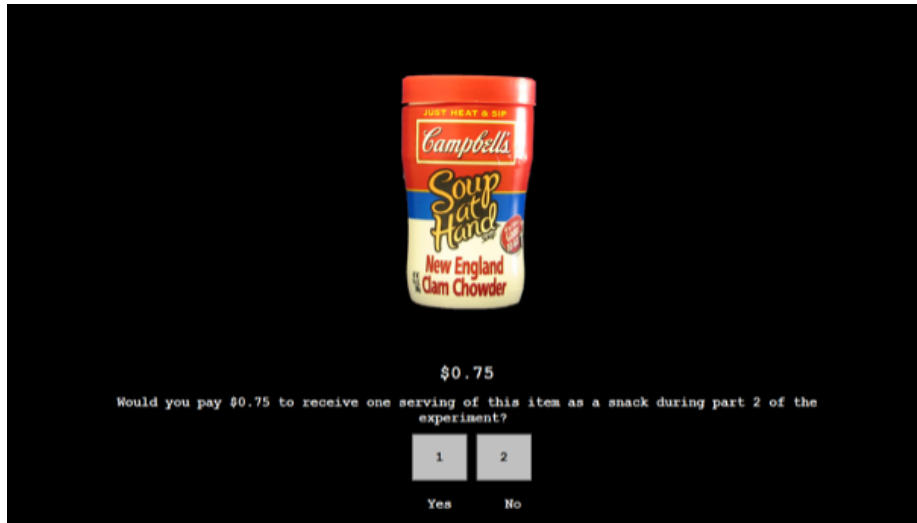 JUST HEAT & SIP
Campbell's
Soup
at
Hand
New England
Clam Chowder
$0.75
Would you pay $0.75 to receive one serving of this item as a snack during part 2 of the
experiment?
1 2
Yes No